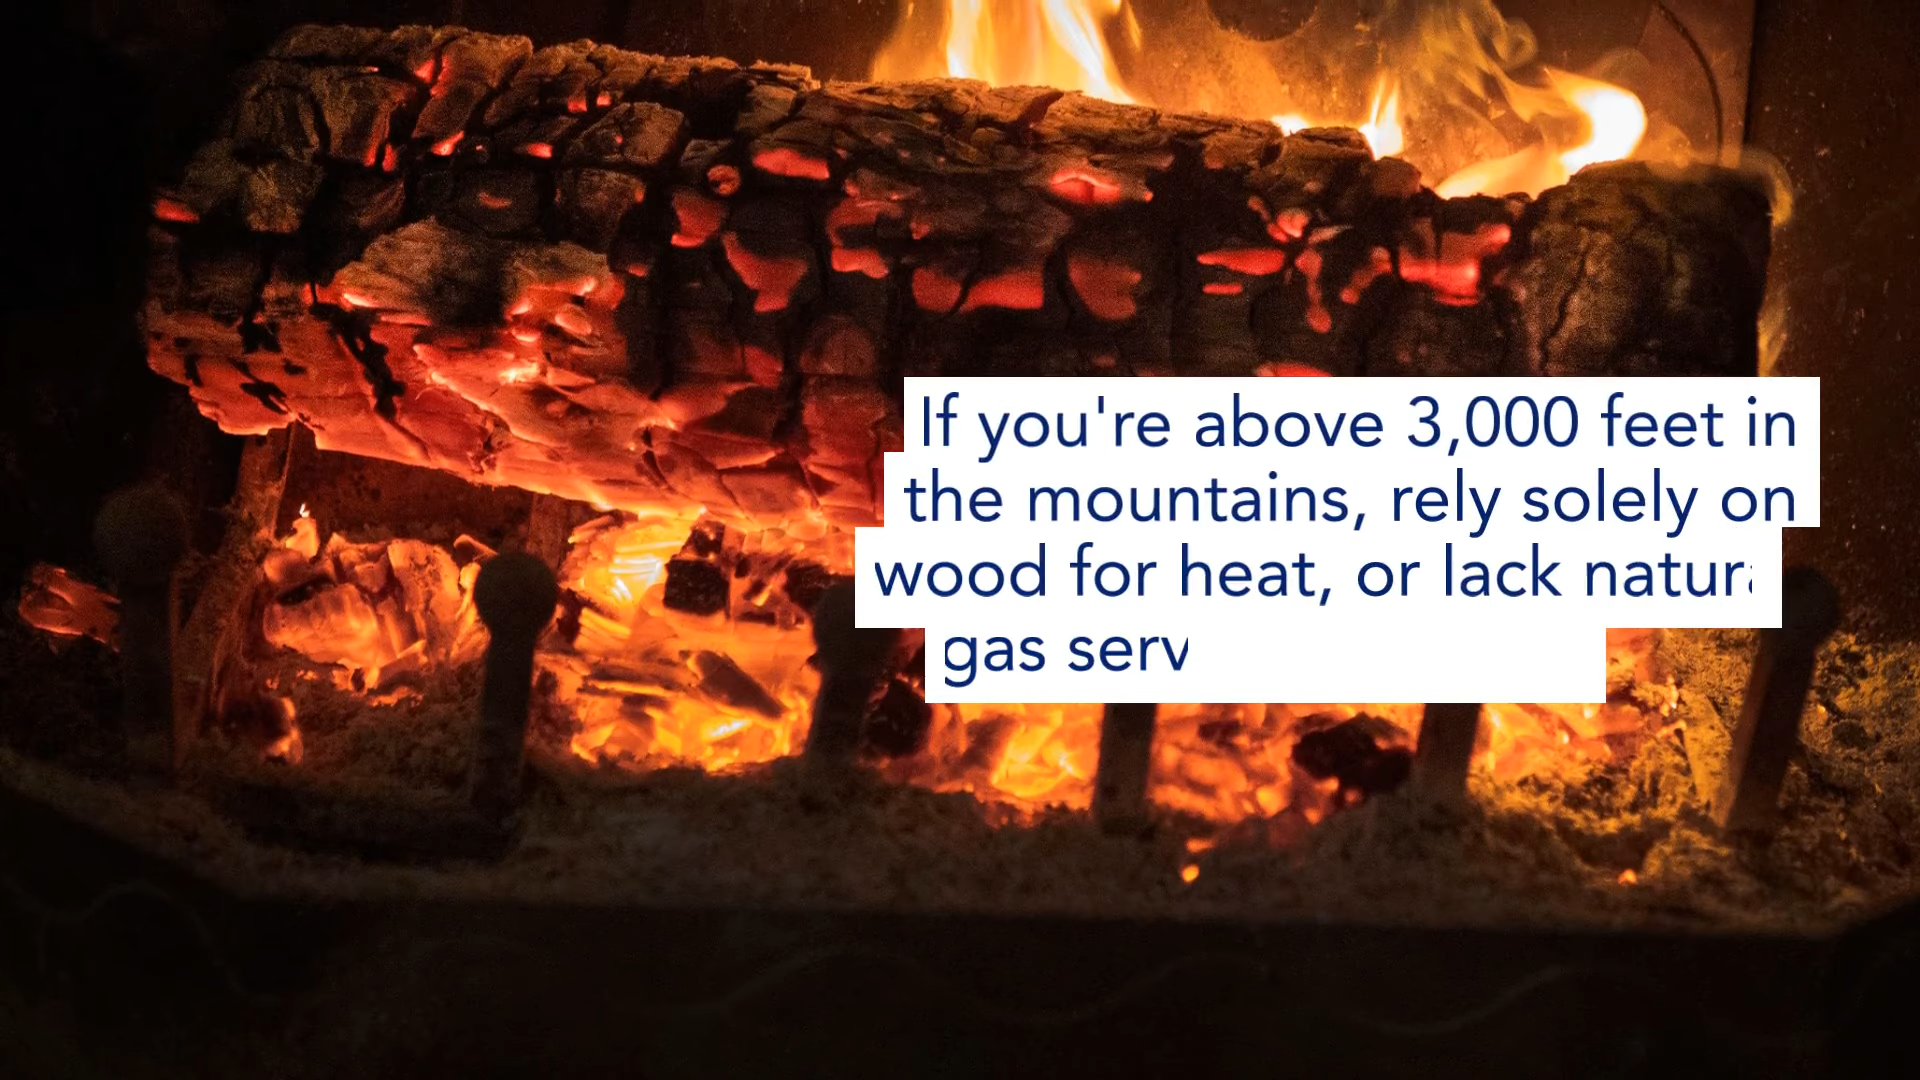 If you're above 3,000 feet in
the mountains, rely solely on
wood for heat, or lack natur
gas serv